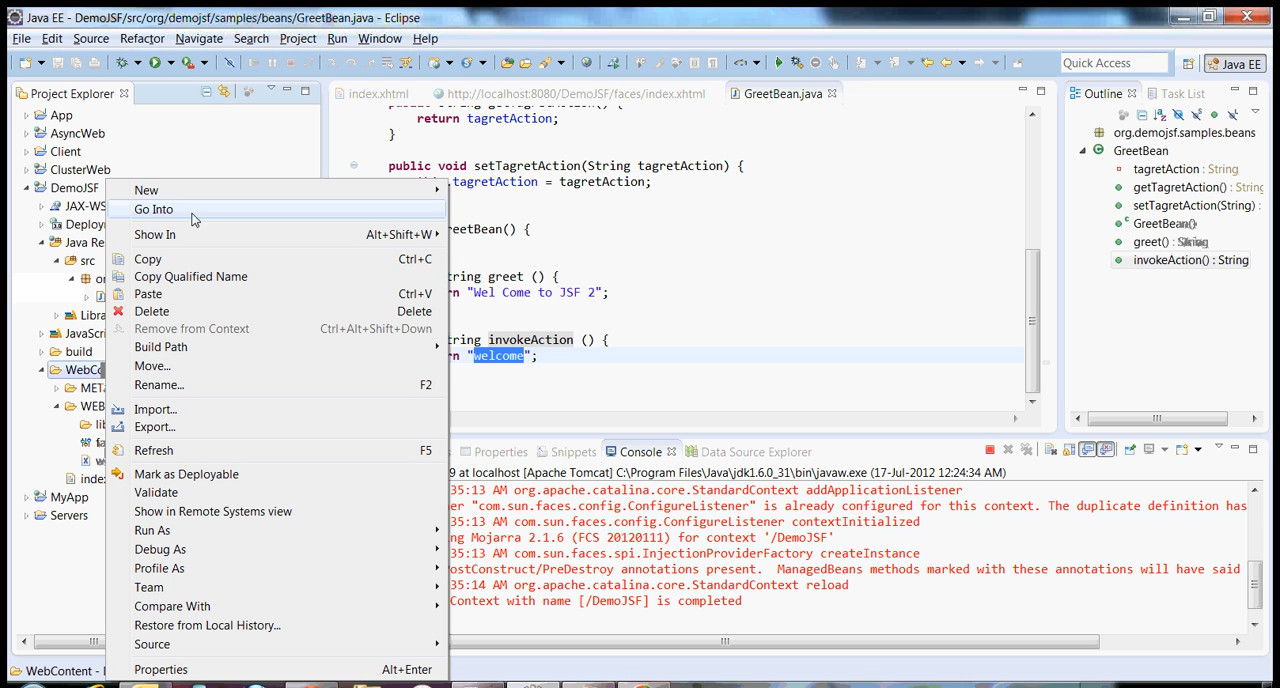 Java EE - DemoJSF/src/org/demojsf/samples/beans/GreetBean.java - Eclipse
File Edit Source Refactor Navigate Search Project Run Window Help
Quick Access Java EE
Project Explorer
App
AsyncWeb
Client
ClusterWeb
DemoJSF
JAX-WS
Deploy
Java Re
src
or
J
Libra
JavaScri
build
WebCo
MET
WEB
lib
fa
w
inde
MyApp
Servers
New
Go Into
Show In Alt+Shift+W
Copy Ctrl+C
Copy Qualified Name
Paste Ctrl+V
Delete Delete
Remove from Context Ctrl+Alt+Shift+Down
Build Path
Move...
Rename... F2
Import...
Export...
Refresh F5
Mark as Deployable
Validate
Show in Remote Systems view
Run As
Debug As
Profile As
Team
Compare With
Restore from Local History...
Source
Properties Alt+Enter
index.xhtml http://localhost:8080/DemoJSF/faces/index.xhtml GreetBean.java
return tagretAction;
}
public void setTagretAction(String tagretAction) {
.tagretAction = tagretAction;
reetBean() {
tring greet () {
rn "Wel Come to JSF 2";
tring invokeAction () {
rn "welcome";
Outline Task List
org.demojsf.samples.beans
GreetBean
tagretAction : String
getTagretAction() : String
setTagretAction(String) :
GreetBean()
greet() : String
invokeAction() : String
Properties Snippets Console Data Source Explorer
9 at localhost [Apache Tomcat] C:\Program Files\Java\jdk1.6.0_31\bin\javaw.exe (17-Jul-2012 12:24:34 AM)
35:13 AM org.apache.catalina.core.StandardContext addApplicationListener
er "com.sun.faces.config.ConfigureListener" is already configured for this context. The duplicate definition has
35:13 AM com.sun.faces.config.ConfigureListener contextInitialized
ng Mojarra 2.1.6 (FCS 20120111) for context '/DemoJSF'
35:13 AM com.sun.faces.spi.InjectionProviderFactory createInstance
PostConstruct/PreDestroy annotations present. ManagedBeans methods marked with these annotations will have said
35:14 AM org.apache.catalina.core.StandardContext reload
Context with name [/DemoJSF] is completed
WebContent -